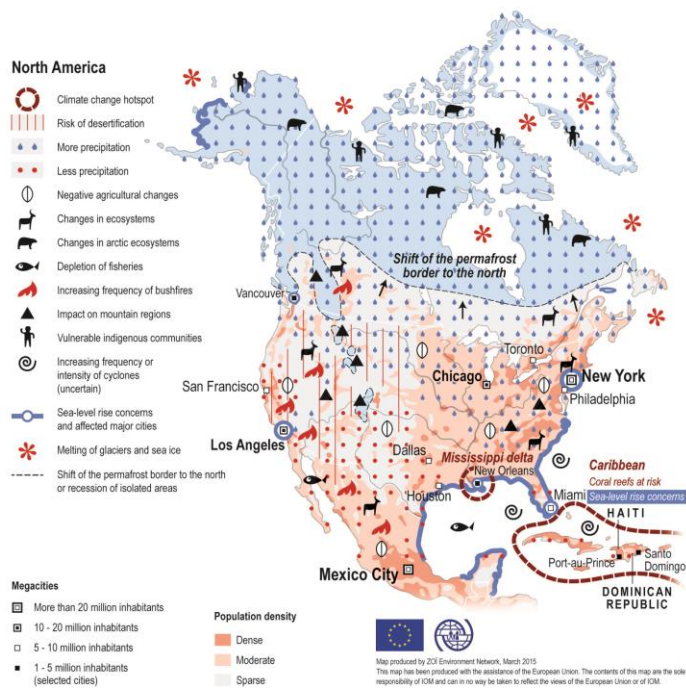 North America
Climate change hotspot
Risk of desertification
More precipitation
Less precipitation
Negative agricultural changes
Changes in ecosystems
Changes in arctic ecosystems
Depletion of fisheries
Increasing frequency of bushfires
Impact on mountain regions
Vulnerable indigenous communities
Increasing frequency or
intensity of cyclones
(uncertain)
Sea-level rise concerns
and affected major cities
Melting of glaciers and sea ice
Shift of the permafrost border to the north
or recession of isolated areas
Shift of the permafrost
border to the north
Vancouver
Toronto
Chicago
New York
Philadelphia
San Francisco
Los Angeles
Dallas
Mississippi delta
New Orleans
Houston
Caribbean
Coral reefs at risk
Sea-level rise concerns
Miami
HAITI
Port-au-Prince
Santo
Domingo
DOMINICAN
REPUBLIC
Mexico City
Megacities
More than 20 million inhabitants
10 - 20 million inhabitants
5 - 10 million inhabitants
1 - 5 million inhabitants
(selected cities)
Population density
Dense
Moderate
Sparse
Map produced by ZOÏ Environment Network, March 2015
This map has been produced with the assistance of the European Union. The contents of this map are the sole
responsibility of IOM and can in no way be taken to reflect the views of the European Union or of IOM.